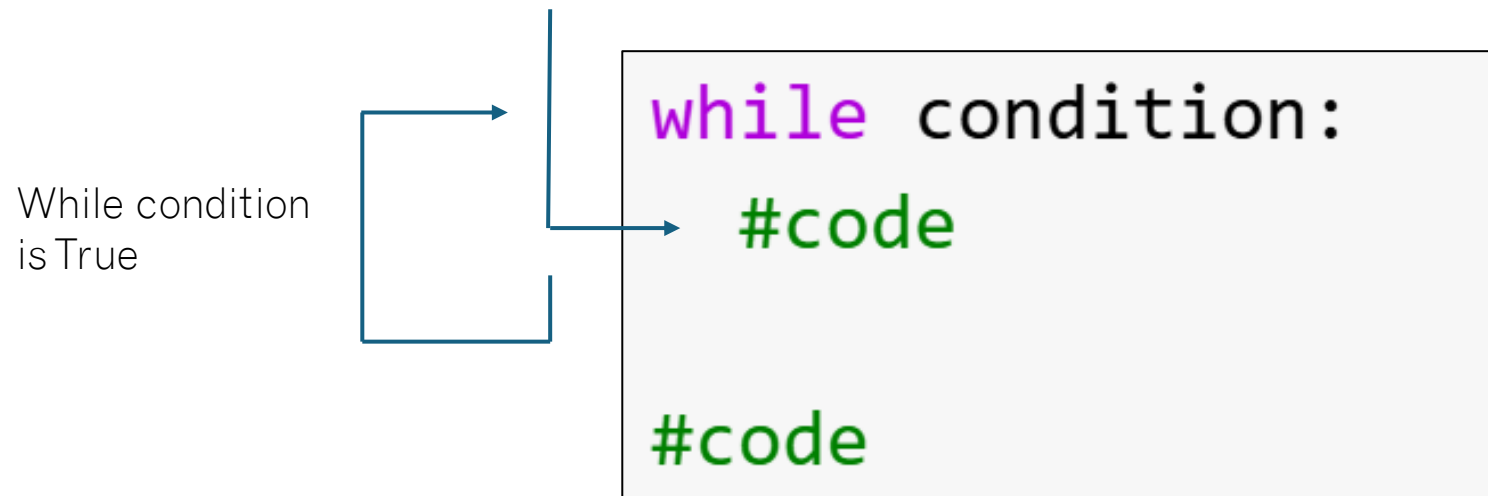 While condition
is True
while condition:
#code
#code